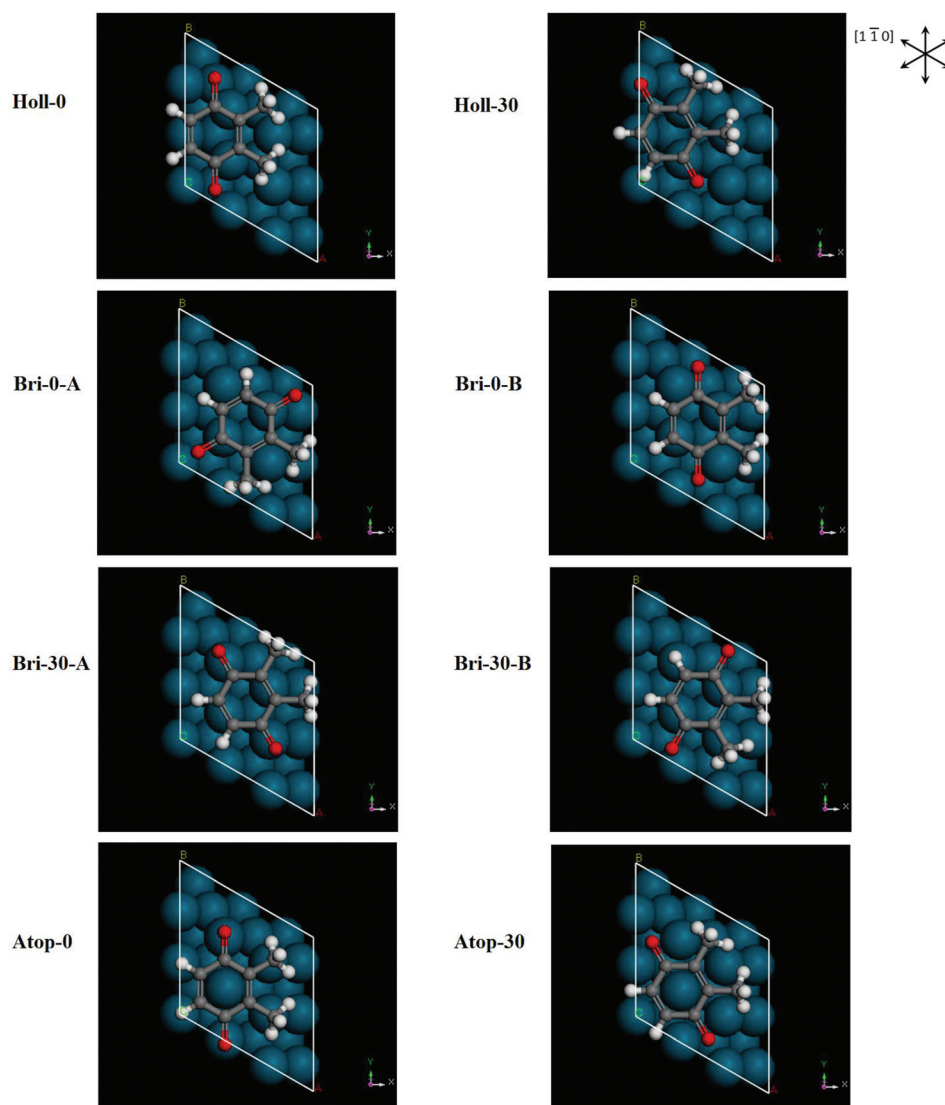 B
[1 1̅ 0]
B
Holl-0
Holl-30
C
C
Y
Z
X
A
Y
Z
X
A
B
B
Bri-0-A
Bri-0-B
C
C
Y
Z
X
A
Y
Z
X
A
B
B
Bri-30-A
Bri-30-B
C
C
Y
Z
X
A
Y
Z
X
A
B
B
Atop-0
Atop-30
C
C
Y
Z
X
A
Y
Z
X
A